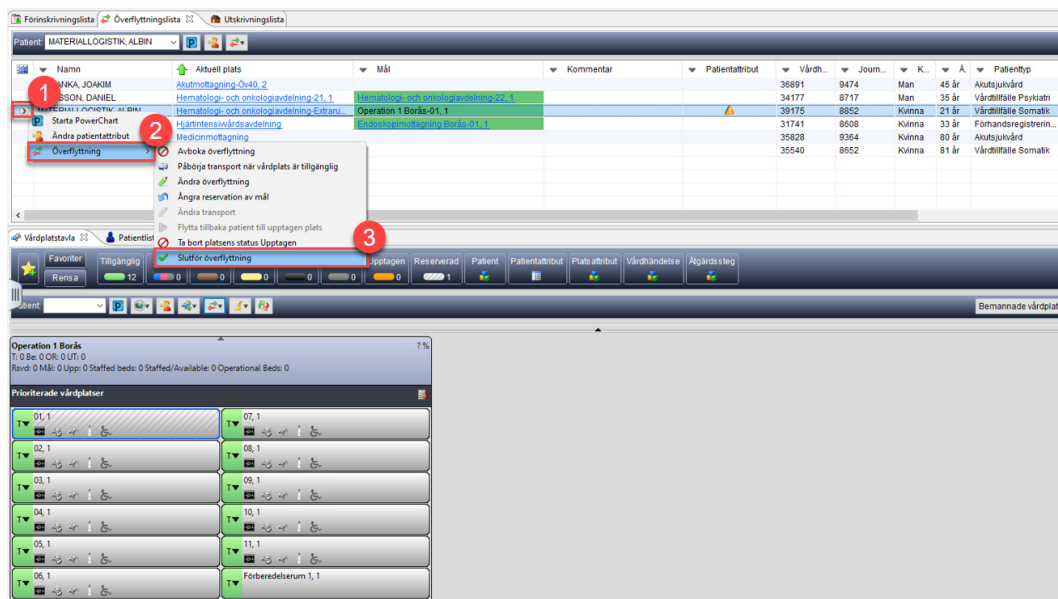 Förinskrivningslista Överflyttningslista Utskrivningslista
Patient: MATERIALLOGISTIK, ALBIN
Namn Aktuell plats Mål Kommentar Patientattribut Vårdh... Journ... K... Å. Patienttyp
ANKA, JOAKIM Akutmottagning-Öv40, 2 36891 9474 Man 45 år Akutsjukvård
SSON, DANIEL Hematologi- och onkologiavdelning-21, 1 Hematologi- och onkologiavdelning-22, 1 34177 8717 Man 35 år Vårdtillfälle Psykiatri
MATERIALLOGISTIK, ALBIN Hematologi- och onkologiavdelning-Extraru... Operation 1 Borås-01, 1 39175 8852 Kvinna 21 år Vårdtillfälle Somatik
Hjärtintensivvårdsavdelning Endoskopimottagning Borås-01, 1 31741 8608 Kvinna 33 år Förhandsregistrerin...
Medicinmottagning 35828 9364 Kvinna 80 år Akutsjukvård
35540 8652 Kvinna 81 år Vårdtillfälle Somatik
1
Starta PowerChart
Ändra patientattribut
Överflyttning
2
Avboka överflyttning
Påbörja transport när vårdplats är tillgänglig
Ändra överflyttning
Ångra reservation av mål
Ändra transport
Flytta tillbaka patient till upptagen plats
Ta bort platsens status Upptagen
Slutför överflyttning
3
Vårdplatstavla Patientlist
Favoriter Tillgänglig Upptagen Reserverad Patient Patientattribut Platsattribut Vårdhändelse Åtgärdssteg
Rensa 12 0 0 0 0 0 0 1
atient: P Bemannade vårdplat
Operation 1 Borås ?%
T: 0 Be: 0 OR: 0 UT: 0
Rsvd: 0 Mål: 0 Upp: 0 Staffed beds: 0 Staffed/Available: 0 Operational Beds: 0
Prioriterade vårdplatser
T 01, 1 T 07, 1
T 02, 1 T 08, 1
T 03, 1 T 09, 1
T 04, 1 T 10, 1
T 05, 1 T 11, 1
T 06, 1 T Förberedelserum 1, 1